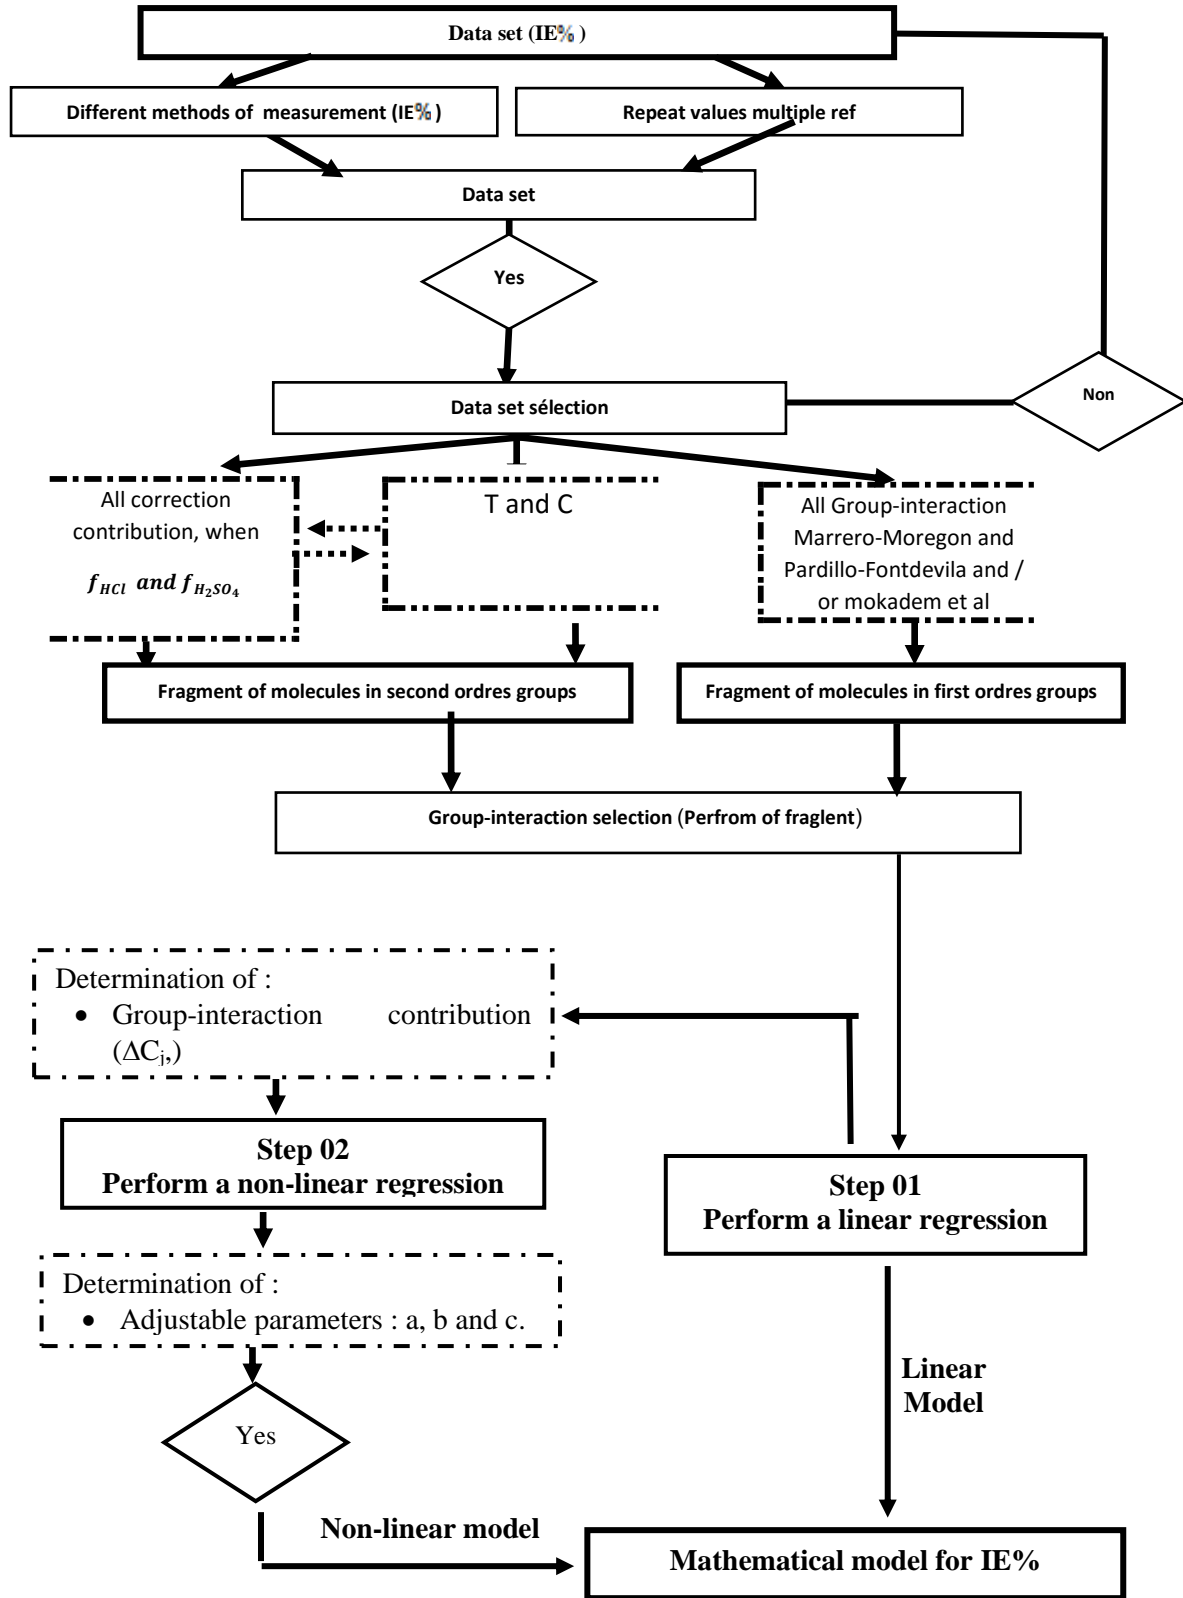 Data set (IE%)
Different methods of measurement (IE%)
Repeat values multiple ref
Data set
Yes
Data set sélection
Non
All correction
contribution, when
f_HCl and f_H₂SO₄
T and C
All Group-interaction
Marrero-Moregon and
Pardillo-Fontdevila and /
or mokadem et al
Fragment of molecules in second ordres groups
Fragment of molecules in first ordres groups
Group-interaction selection (Perfrom of fraglent)
Determination of :
• Group-interaction contribution
(ΔCj,)
Step 02
Perform a non-linear regression
Step 01
Perform a linear regression
Determination of :
• Adjustable parameters : a, b and c.
Linear
Model
Yes
Non-linear model
Mathematical model for IE%